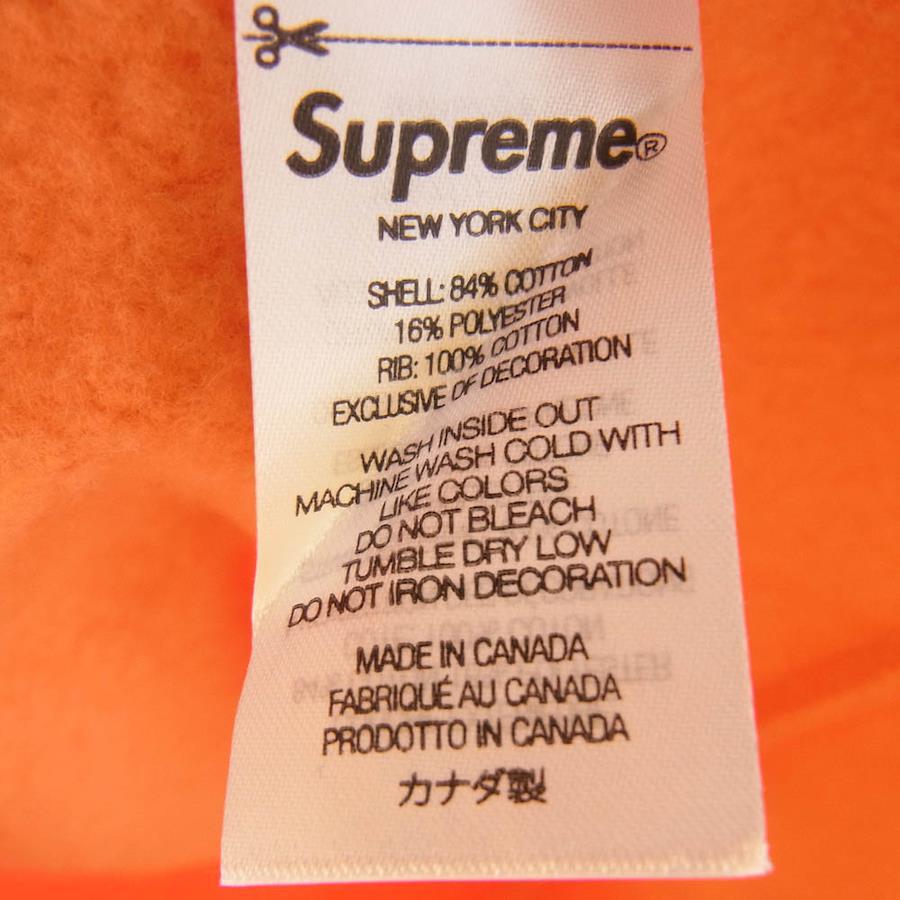 Supreme®
NEW YORK CITY
SHELL: 84% COTTON
16% POLYESTER
RIB: 100% COTTON
EXCLUSIVE OF DECORATION
WASH INSIDE OUT
MACHINE WASH COLD WITH
LIKE COLORS
DO NOT BLEACH
TUMBLE DRY LOW
DO NOT IRON DECORATION
MADE IN CANADA
FABRIQUÉ AU CANADA
PRODOTTO IN CANADA
カナダ製